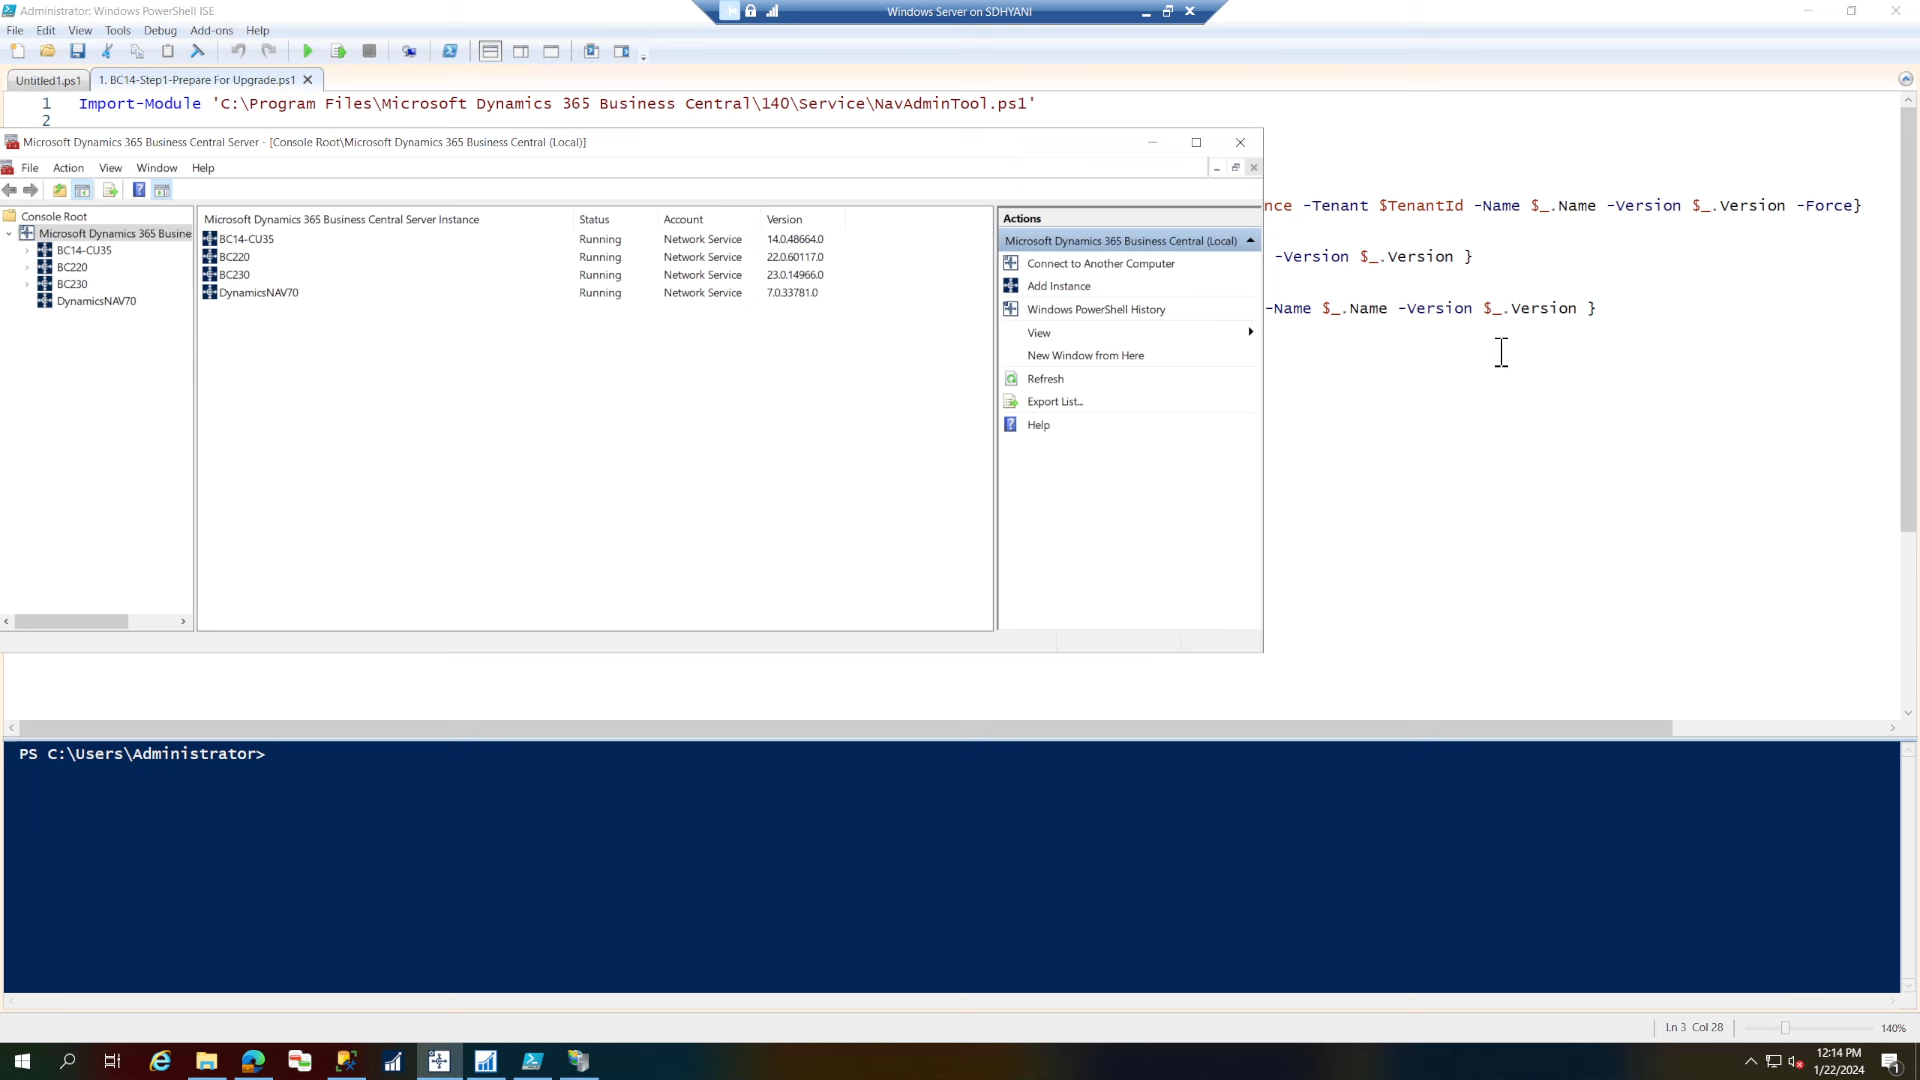 Administrator: Windows PowerShell ISE
Windows Server on SDHYANI
File Edit View Tools Debug Add-ons Help
Untitled1.ps1 1. BC14-Step1-Prepare For Upgrade.ps1
1 Import-Module 'C:\Program Files\Microsoft Dynamics 365 Business Central\140\Service\NavAdminTool.ps1'
2
Microsoft Dynamics 365 Business Central Server - [Console Root\Microsoft Dynamics 365 Business Central (Local)]
File Action View Window Help
Console Root
Microsoft Dynamics 365 Busine
BC14-CU35
BC220
BC230
DynamicsNAV70
Microsoft Dynamics 365 Business Central Server Instance Status Account Version
BC14-CU35 Running Network Service 14.0.48664.0
BC220 Running Network Service 22.0.60117.0
BC230 Running Network Service 23.0.14966.0
DynamicsNAV70 Running Network Service 7.0.33781.0
Actions
Microsoft Dynamics 365 Business Central (Local)
Connect to Another Computer
Add Instance
Windows PowerShell History
View
New Window from Here
Refresh
Export List...
Help
nce -Tenant $TenantId -Name $_.Name -Version $_.Version -Force}
-Version $_.Version }
-Name $_.Name -Version $_.Version }
PS C:\Users\Administrator>
Ln 3 Col 28
140%
12:14 PM
1/22/2024
1